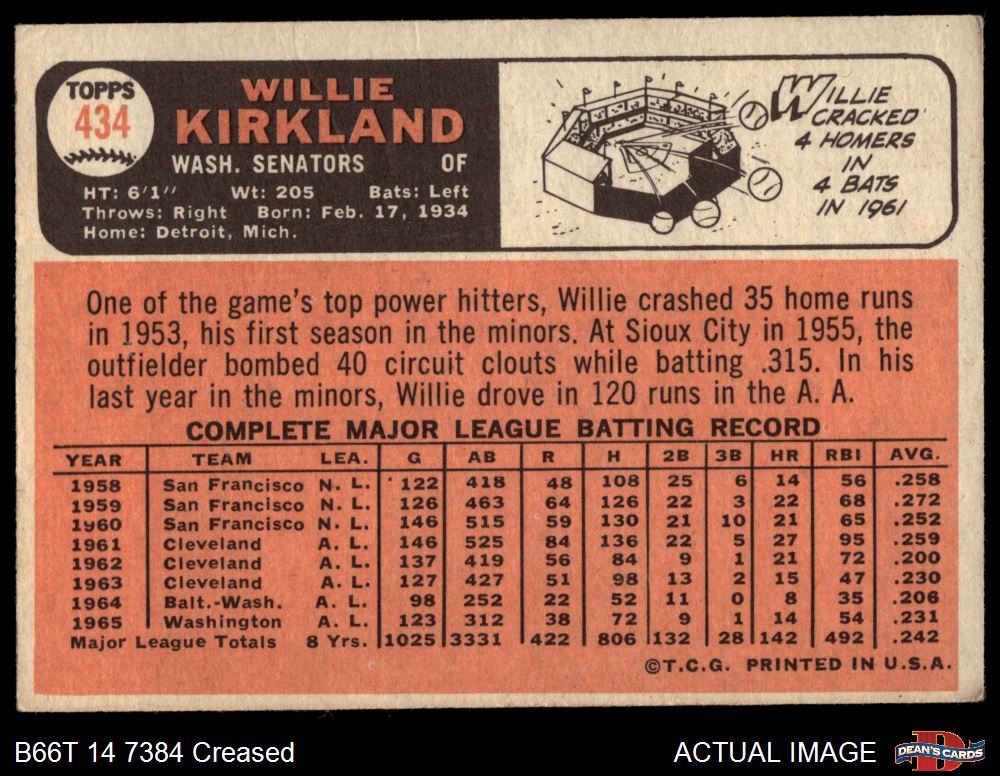 TOPPS
434
WILLIE
KIRKLAND
WASH. SENATORS OF
HT: 6'1" Wt: 205 Bats: Left
Throws: Right Born: Feb. 17, 1934
Home: Detroit, Mich.
WILLIE
CRACKED
4 HOMERS
IN
4 BATS
IN 1961
One of the game's top power hitters, Willie crashed 35 home runs
in 1953, his first season in the minors. At Sioux City in 1955, the
outfielder bombed 40 circuit clouts while batting .315. In his
last year in the minors, Willie drove in 120 runs in the A. A.
COMPLETE MAJOR LEAGUE BATTING RECORD
YEAR TEAM LEA. G AB R H 2B 3B HR RBI AVG.
1958 San Francisco N. L. 122 418 48 108 25 6 14 56 .258
1959 San Francisco N. L. 126 463 64 126 22 3 22 68 .272
1960 San Francisco N. L. 146 515 59 130 21 10 21 65 .252
1961 Cleveland A. L. 146 525 84 136 22 5 27 95 .259
1962 Cleveland A. L. 137 419 56 84 9 1 21 72 .200
1963 Cleveland A. L. 127 427 51 98 13 2 15 47 .230
1964 Balt.-Wash. A. L. 98 252 22 52 11 0 8 35 .206
1965 Washington A. L. 123 312 38 72 9 1 14 54 .231
Major League Totals 8 Yrs. 1025 3331 422 806 132 28 142 492 .242
©T.C.G. PRINTED IN U.S.A.
B66T 14 7384 Creased
ACTUAL IMAGE
D
DEAN'S CARDS